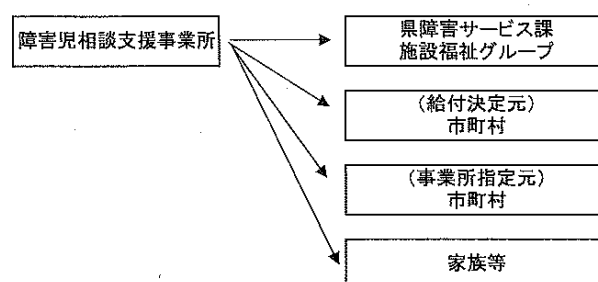 障害児相談支援事業所
県障害サービス課
施設福祉グループ
(給付決定元)
市町村
(事業所指定元)
市町村
家族等